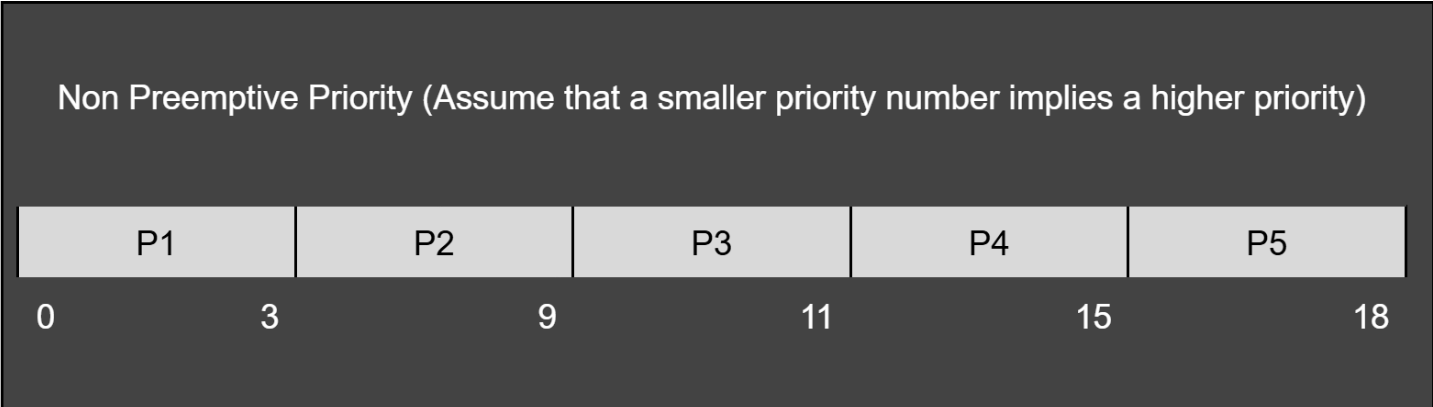 Non Preemptive Priority (Assume that a smaller priority number implies a higher priority)
P1 P2 P3 P4 P5
0 3 9 11 15 18